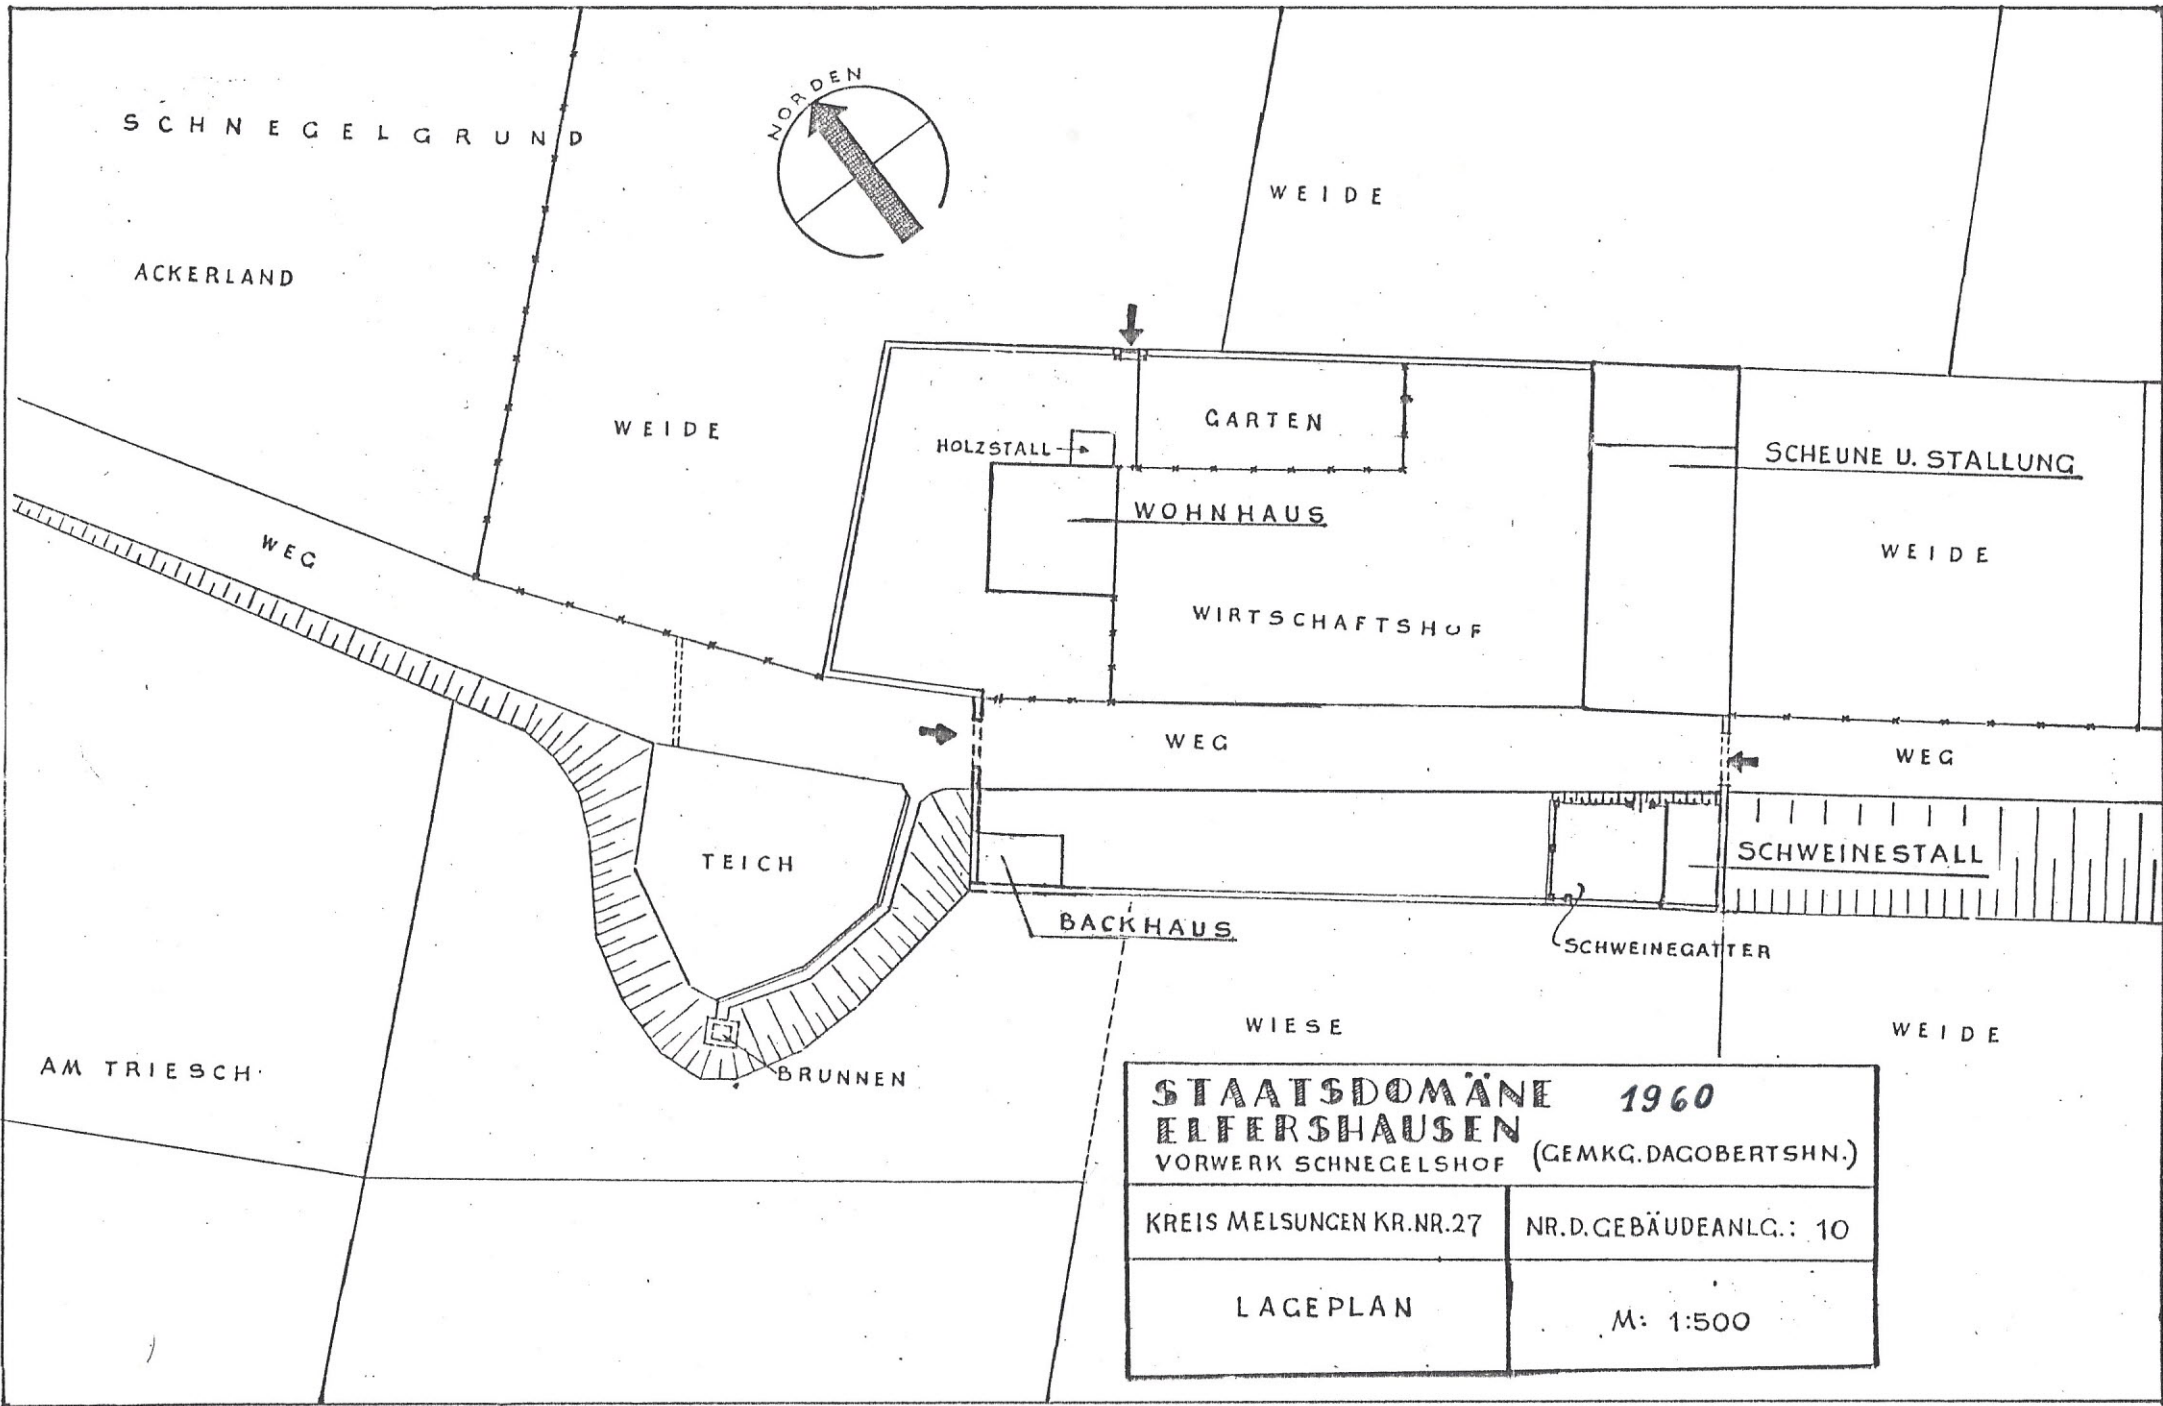 NORDEN
SCHNEGELGRUND
WEIDE
ACKERLAND
GARTEN
WEIDE
HOLZSTALL
SCHEUNE U. STALLUNG
WOHNHAUS
WEG
WEIDE
WIRTSCHAFTSHOF
WEG
WEG
TEICH
SCHWEINESTALL
BACKHAUS
SCHWEINEGATTER
WIESE
WEIDE
AM TRIESCH
BRUNNEN
STAATSDOMÄNE 1960
ELFERSHAUSEN
VORWERK SCHNEGELSHOF (GEMKG. DAGOBERTSHN.)
KREIS MELSUNGEN KR.NR.27
NR.D.GEBÄUDEANLG.: 10
LAGEPLAN
M: 1:500